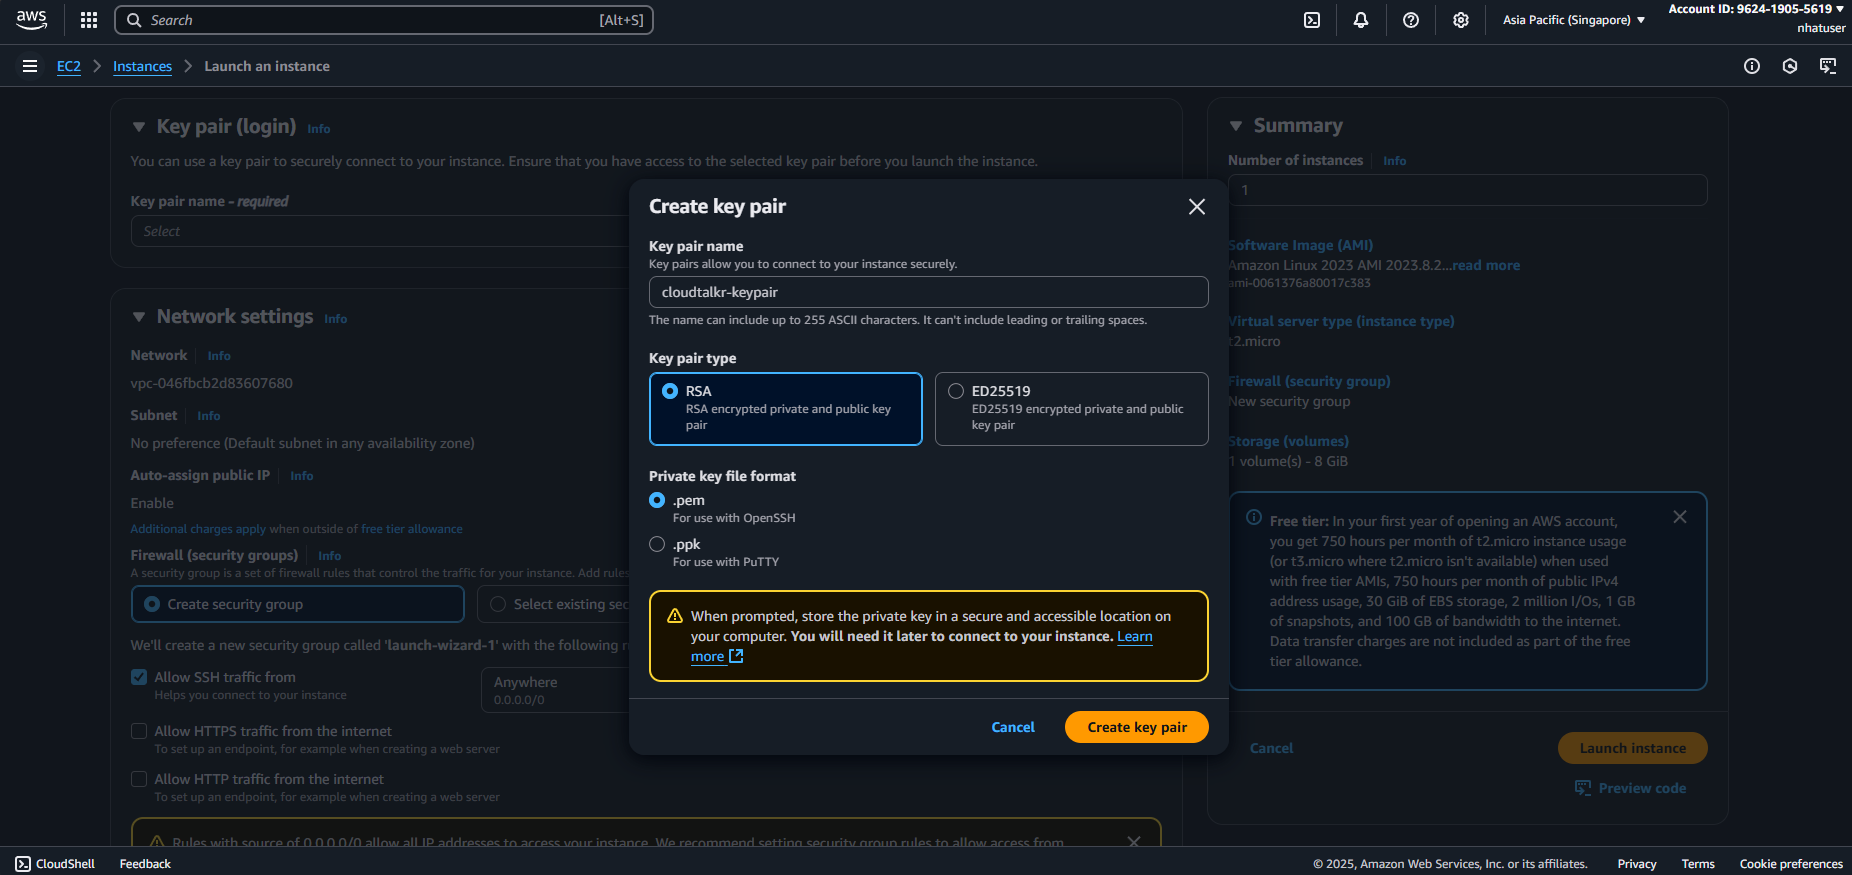 aws
Search [Alt+S]
Asia Pacific (Singapore)
Account ID: 9624-1905-5619
nhatuser
EC2 > Instances > Launch an instance
Key pair (login) Info
You can use a key pair to securely connect to your instance. Ensure that you have access to the selected key pair before you launch the instance.
Key pair name - required
Select
Network settings Info
Network Info
vpc-046fbcb2d83607680
Subnet Info
No preference (Default subnet in any availability zone)
Auto-assign public IP Info
Enable
Additional charges apply when outside of free tier allowance
Firewall (security groups) Info
A security group is a set of firewall rules that control the traffic for your instance. Add rules
Create security group
Select existing sec
We'll create a new security group called 'launch-wizard-1' with the following
Allow SSH traffic from
Helps you connect to your instance
Anywhere
0.0.0.0/0
Allow HTTPS traffic from the internet
To set up an endpoint, for example when creating a web server
Allow HTTP traffic from the internet
To set up an endpoint, for example when creating a web server
Rules with source of 0.0.0.0/0 allow all IP addresses to access your instance. We recommend setting security group rules to allow access from
Create key pair
Key pair name
Key pairs allow you to connect to your instance securely.
cloudtalkr-keypair
The name can include up to 255 ASCII characters. It can't include leading or trailing spaces.
Key pair type
RSA
RSA encrypted private and public key
pair
ED25519
ED25519 encrypted private and public
key pair
Private key file format
.pem
For use with OpenSSH
.ppk
For use with PuTTY
When prompted, store the private key in a secure and accessible location on
your computer. You will need it later to connect to your instance. Learn
more
Cancel
Create key pair
Summary
Number of instances Info
1
Software Image (AMI)
Amazon Linux 2023 AMI 2023.8.2...read more
ami-0061376a80017c383
Virtual server type (instance type)
t2.micro
Firewall (security group)
New security group
Storage (volumes)
1 volume(s) - 8 GiB
Free tier: In your first year of opening an AWS account,
you get 750 hours per month of t2.micro instance usage
(or t3.micro where t2.micro isn't available) when used
with free tier AMIs, 750 hours per month of public IPv4
address usage, 30 GiB of EBS storage, 2 million I/Os, 1 GB
of snapshots, and 100 GB of bandwidth to the internet.
Data transfer charges are not included as part of the free
tier allowance.
Cancel
Launch instance
Preview code
CloudShell
Feedback
© 2025, Amazon Web Services, Inc. or its affiliates.
Privacy
Terms
Cookie preferences